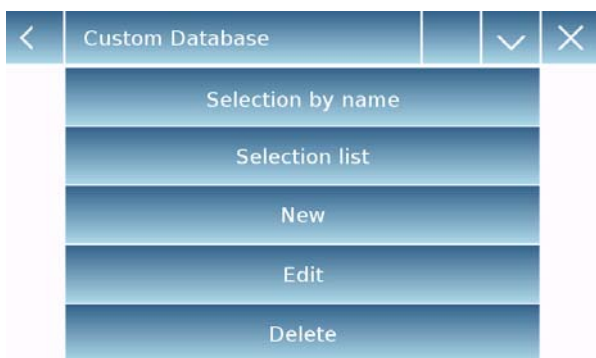 Custom Database
Selection by name
Selection list
New
Edit
Delete